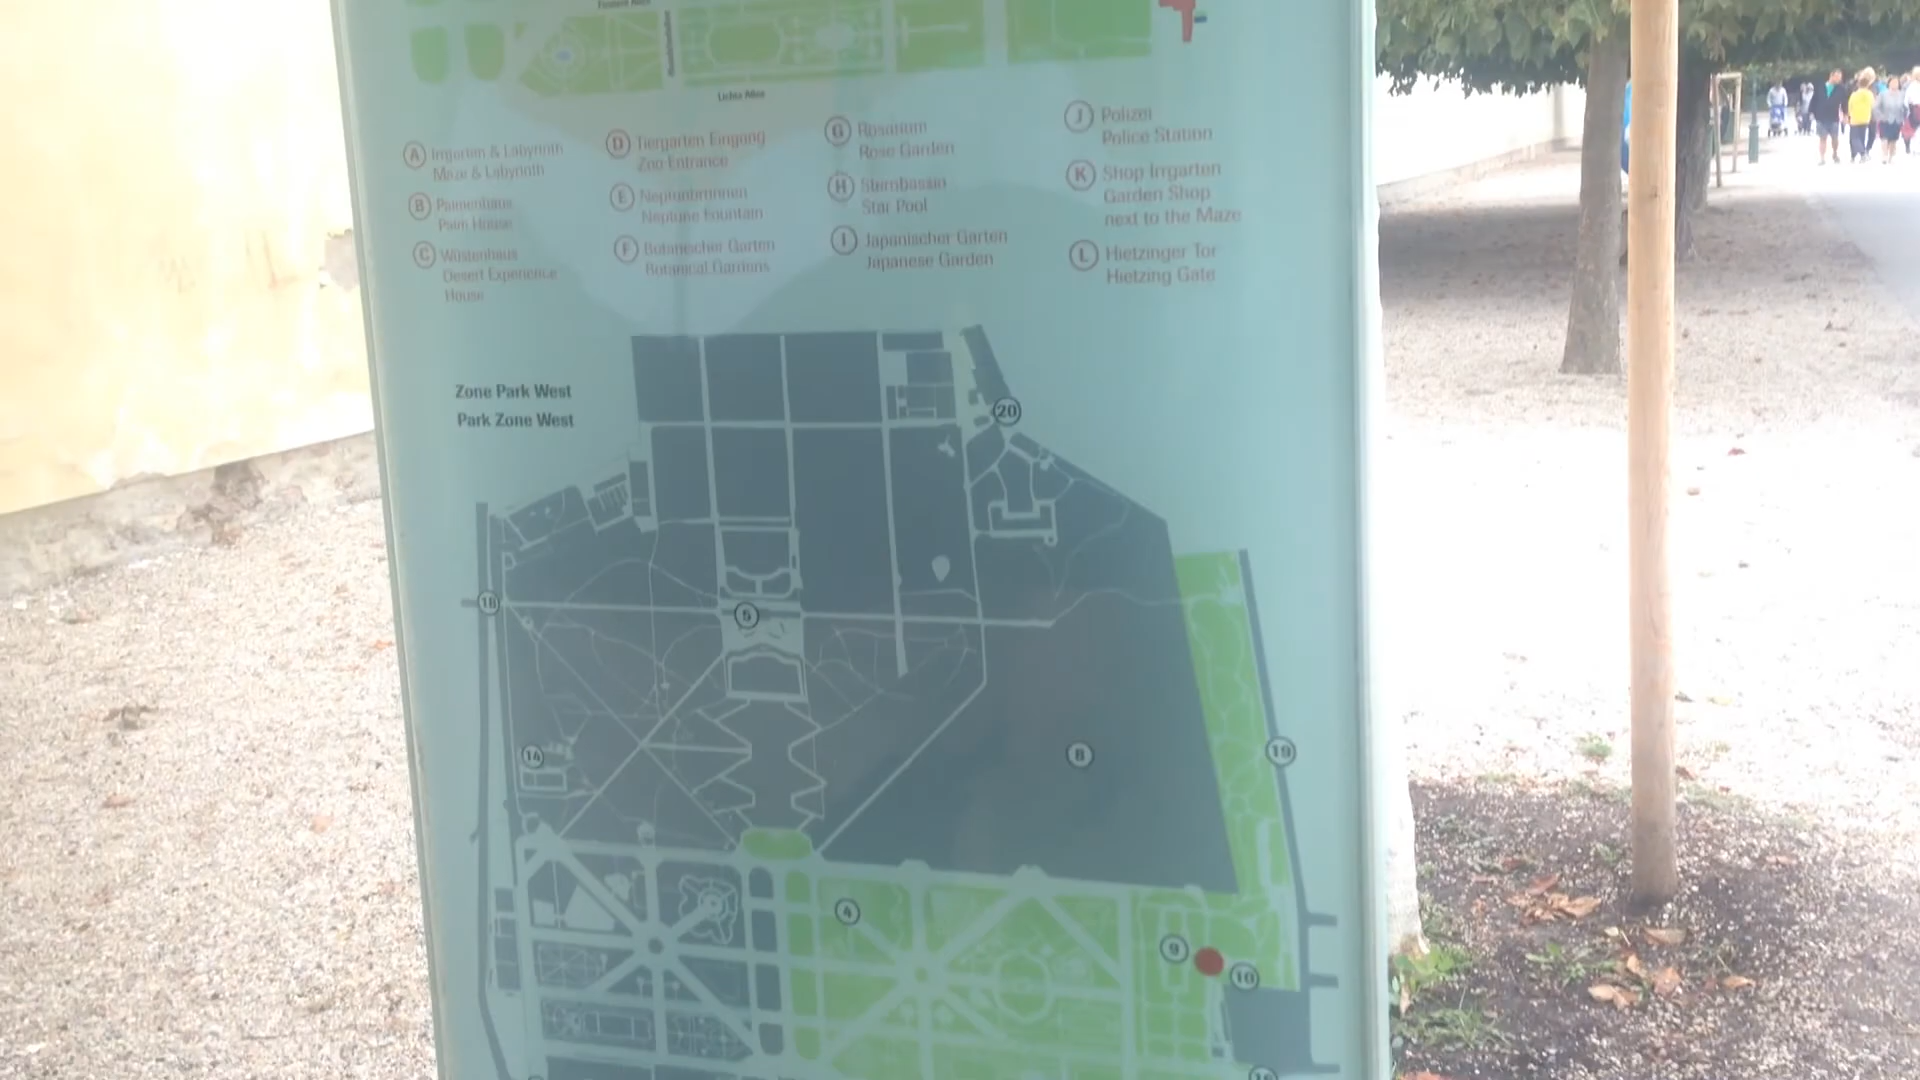 Lichte Allee
A Irrgarten & Labyrinth
Maze & Labyrinth
B Palmenhaus
Palm House
C Wüstenhaus
Desert Experience
House
D Tiergarten Eingang
Zoo Entrance
E Neptunbrunnen
Neptune Fountain
F Botanischer Garten
Botanical Gardens
G Rosarium
Rose Garden
H Sternbassin
Star Pool
I Japanischer Garten
Japanese Garden
J Polizei
Police Station
K Shop Irrgarten
Garden Shop
next to the Maze
L Hietzinger Tor
Hietzing Gate
Zone Park West
Park Zone West
20
5
14
8
19
4
9
10